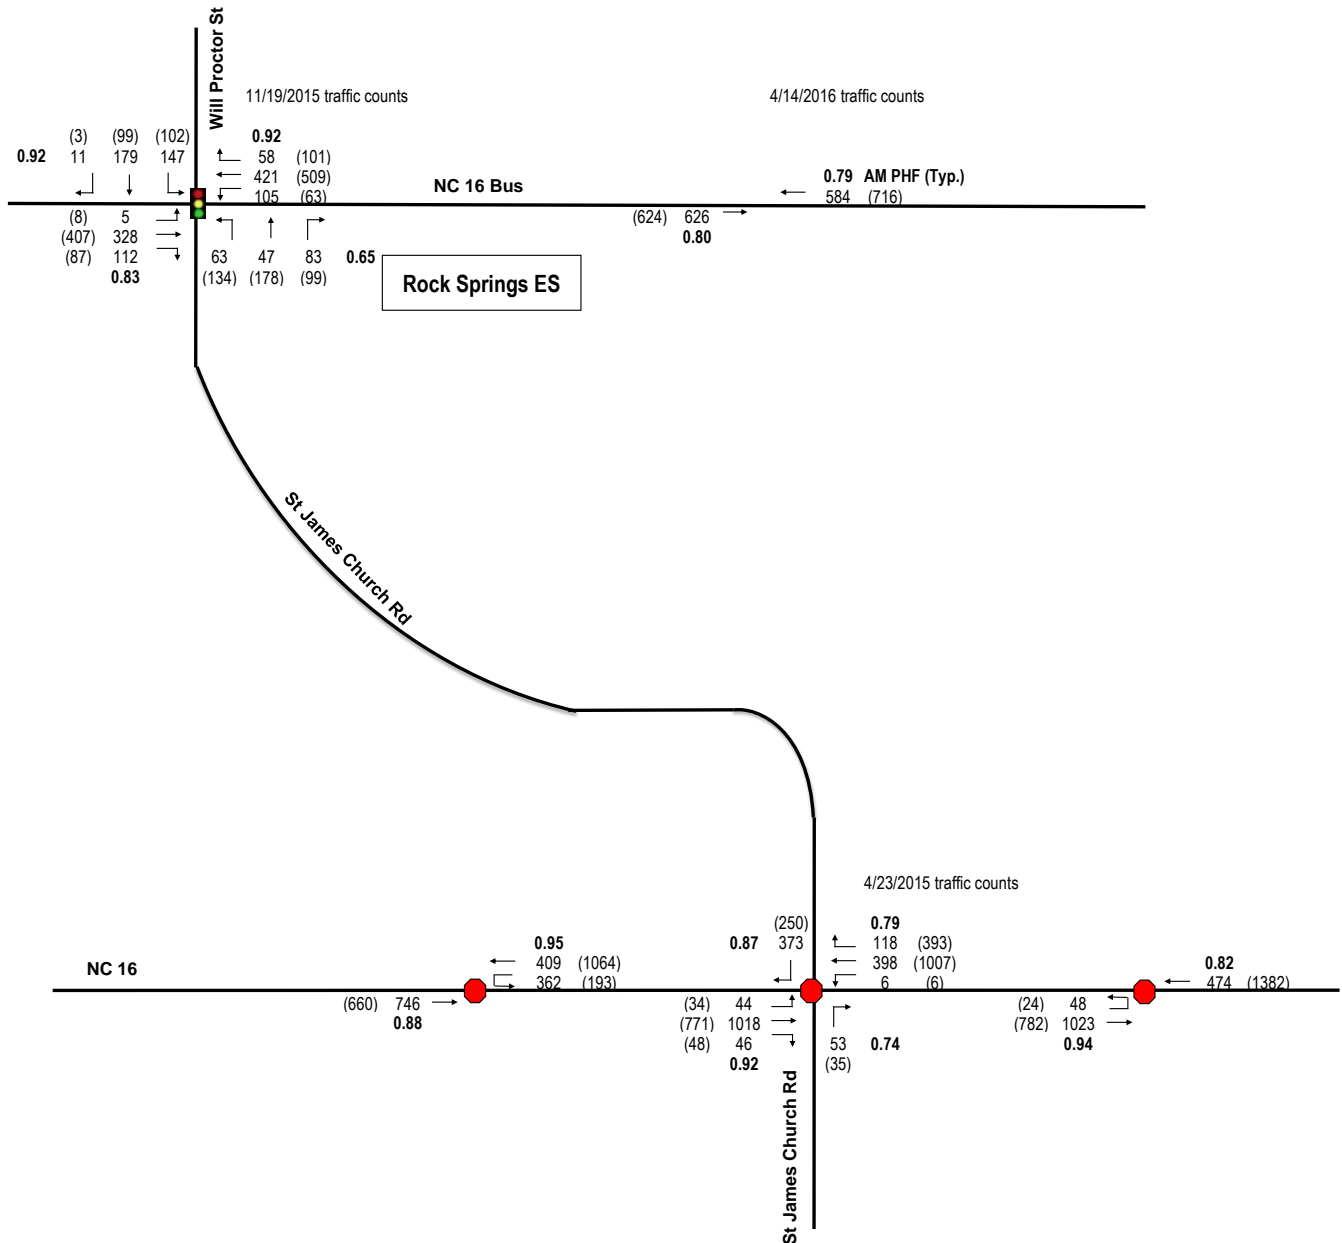 Will Proctor St
11/19/2015 traffic counts
4/14/2016 traffic counts
(3) (99) (102)
0.92 11 179 147
0.92
58 (101)
421 (509)
105 (63)
NC 16 Bus
0.79 AM PHF (Typ.)
584 (716)
(624) 626
0.80
(8) 5
(407) 328
(87) 112
0.83
63 47 83 0.65
(134) (178) (99)
Rock Springs ES
St James Church Rd
4/23/2015 traffic counts
NC 16
0.95
409 (1064)
362 (193)
(660) 746
0.88
(250)
0.87 373
0.79
118 (393)
398 (1007)
6 (6)
(34) 44
(771) 1018
(48) 46
0.92
53 0.74
(35)
0.82
474 (1382)
(24) 48
(782) 1023
0.94
St James Church Rd